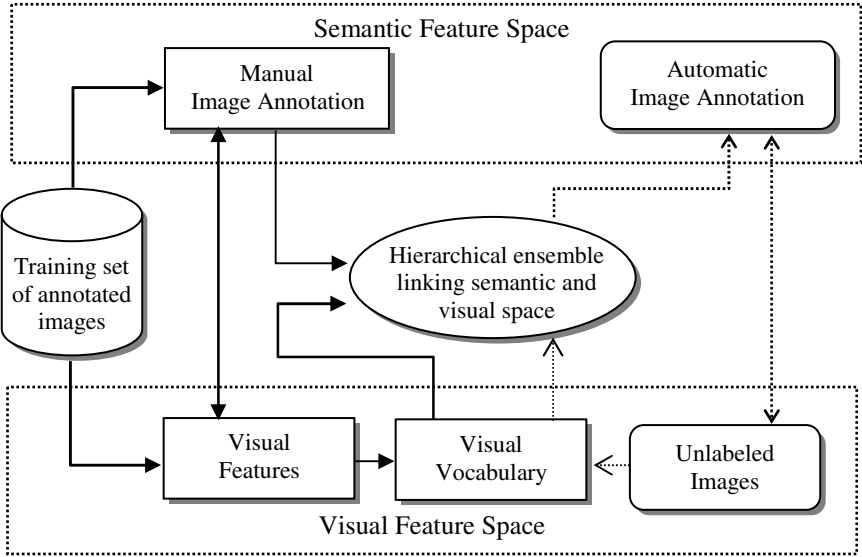 Semantic Feature Space
Manual
Image Annotation
Automatic
Image Annotation
Training set
of annotated
images
Hierarchical ensemble
linking semantic and
visual space
Visual
Features
Visual
Vocabulary
Unlabeled
Images
Visual Feature Space